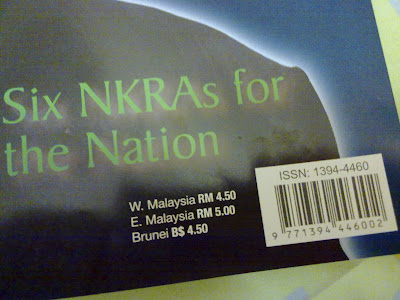 Six NKRAs for
the Nation
W. Malaysia RM 4.50
E. Malaysia RM 5.00
Brunei B$ 4.50
ISSN: 1394-4460
9 771394 446002